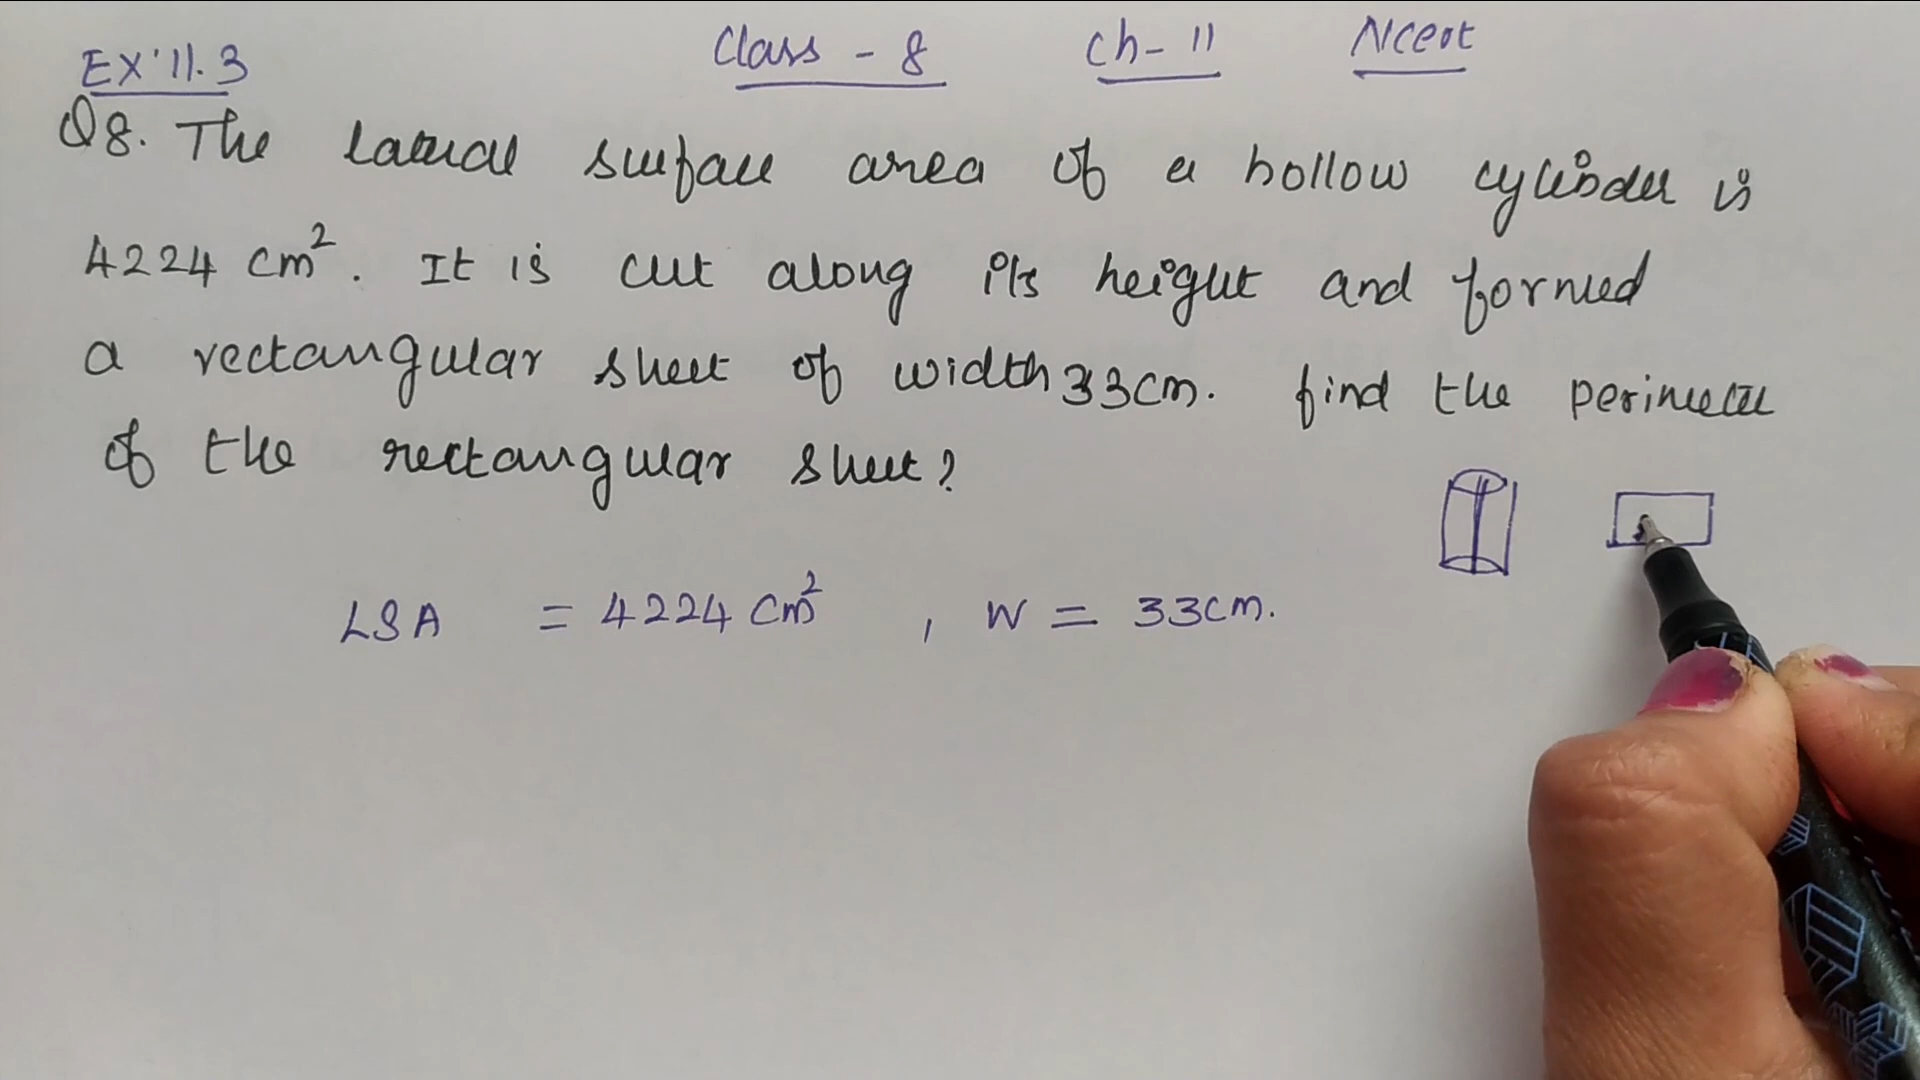 Ex'11.3 Class - 8 Ch- 11 Ncert
Q8. The lateral surface area of a hollow cylinder is
4224 cm². It is cut along its height and formed
a rectangular sheet of width 33cm. find the perimeter
of the rectangular sheet?
LSA = 4224 cm² , W = 33cm.